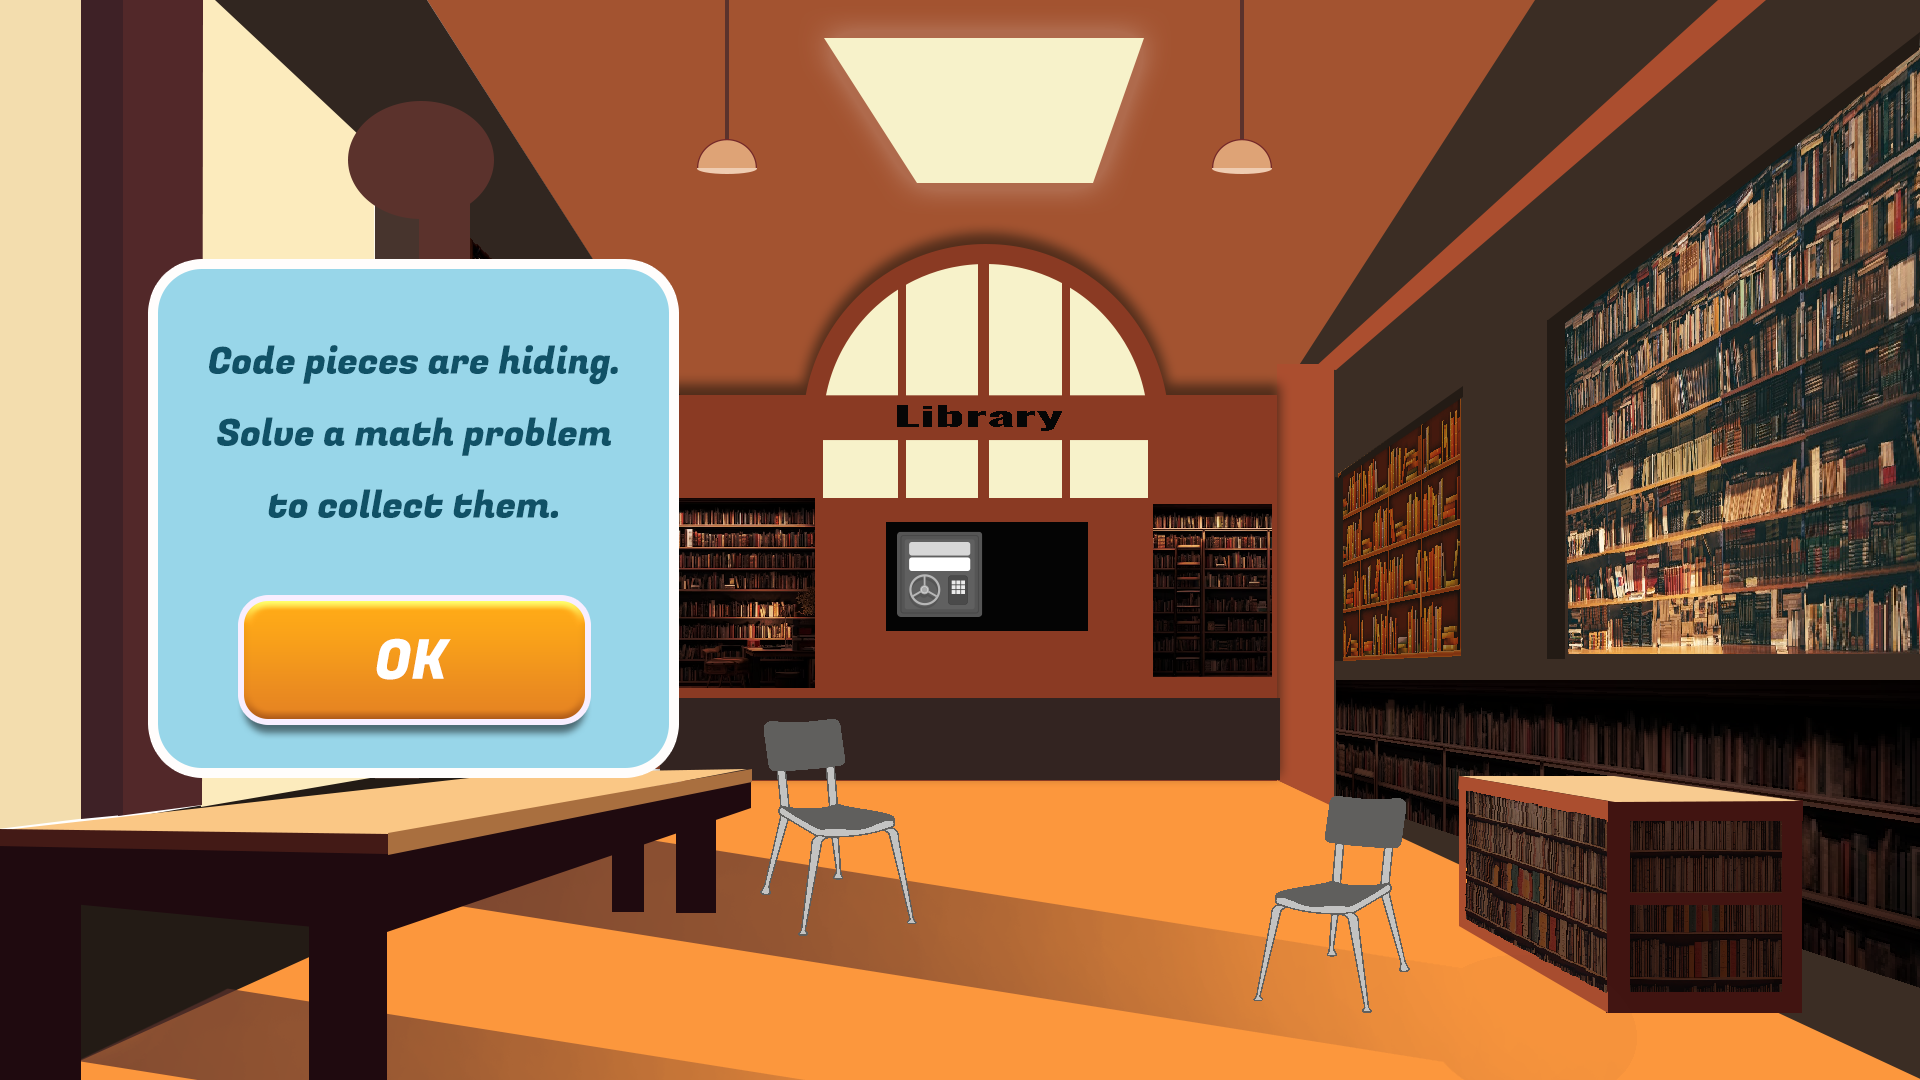 Code pieces are hiding.
Solve a math problem
to collect them.
OK
Library